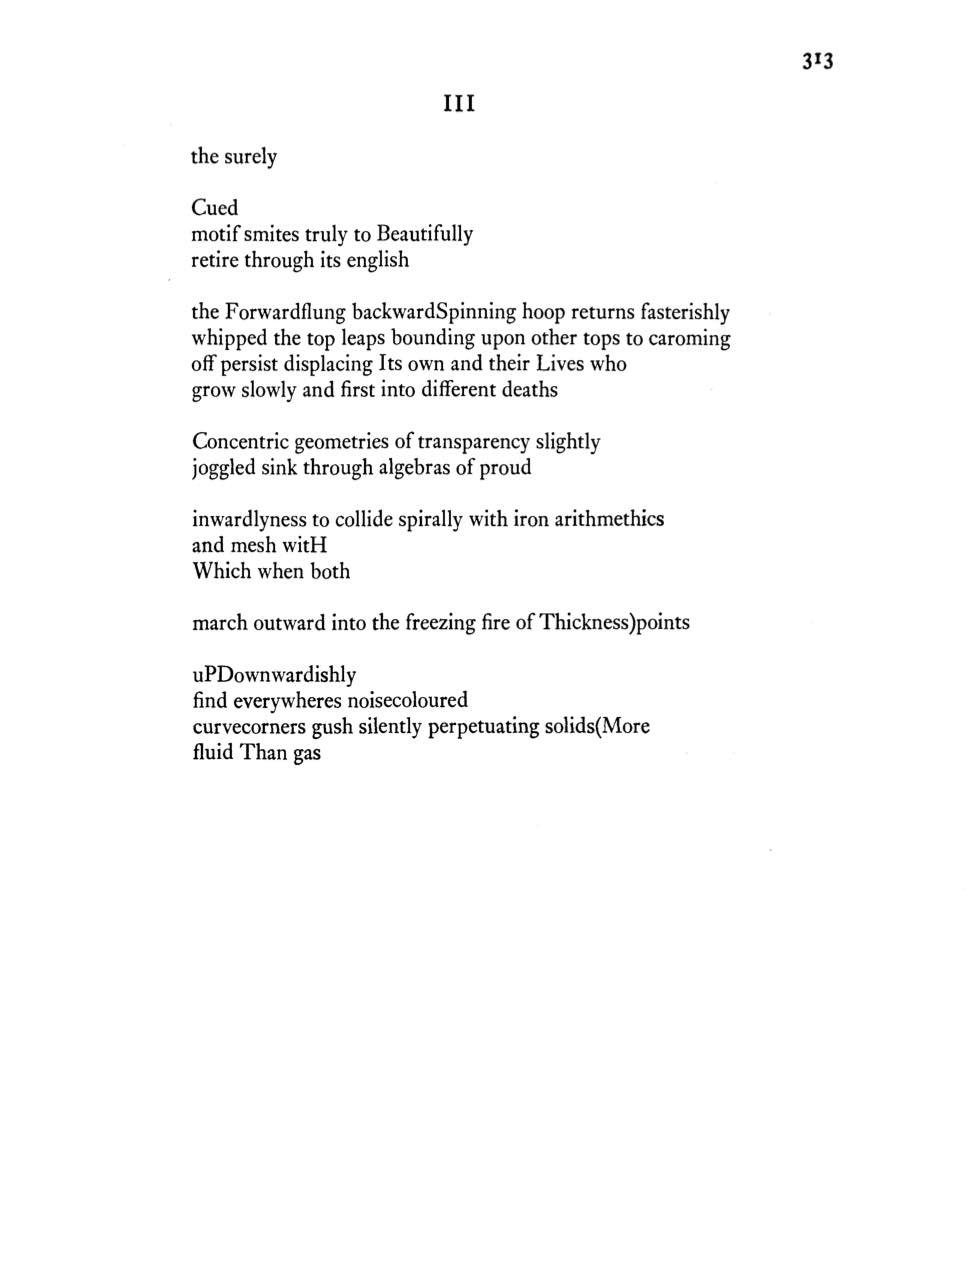 313
III
the surely
Cued
motif smites truly to Beautifully
retire through its english
the Forwardflung backwardSpinning hoop returns fasterishly
whipped the top leaps bounding upon other tops to caroming
off persist displacing Its own and their Lives who
grow slowly and first into different deaths
Concentric geometries of transparency slightly
joggled sink through algebras of proud
inwardlyness to collide spirally with iron arithmethics
and mesh witH
Which when both
march outward into the freezing fire of Thickness)points
uPDownwardishly
find everywheres noisecoloured
curvecorners gush silently perpetuating solids(More
fluid Than gas